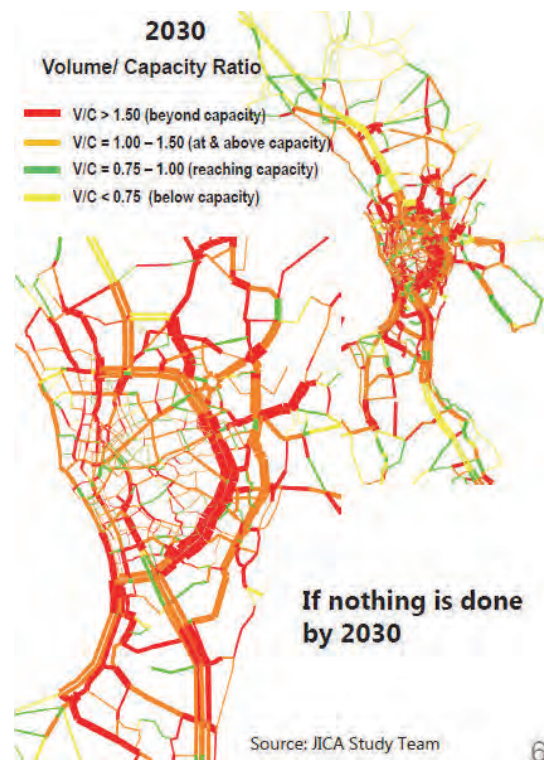 2030
Volume/ Capacity Ratio
V/C > 1.50 (beyond capacity)
V/C = 1.00 – 1.50 (at & above capacity)
V/C = 0.75 – 1.00 (reaching capacity)
V/C < 0.75 (below capacity)
If nothing is done
by 2030
Source: JICA Study Team
6